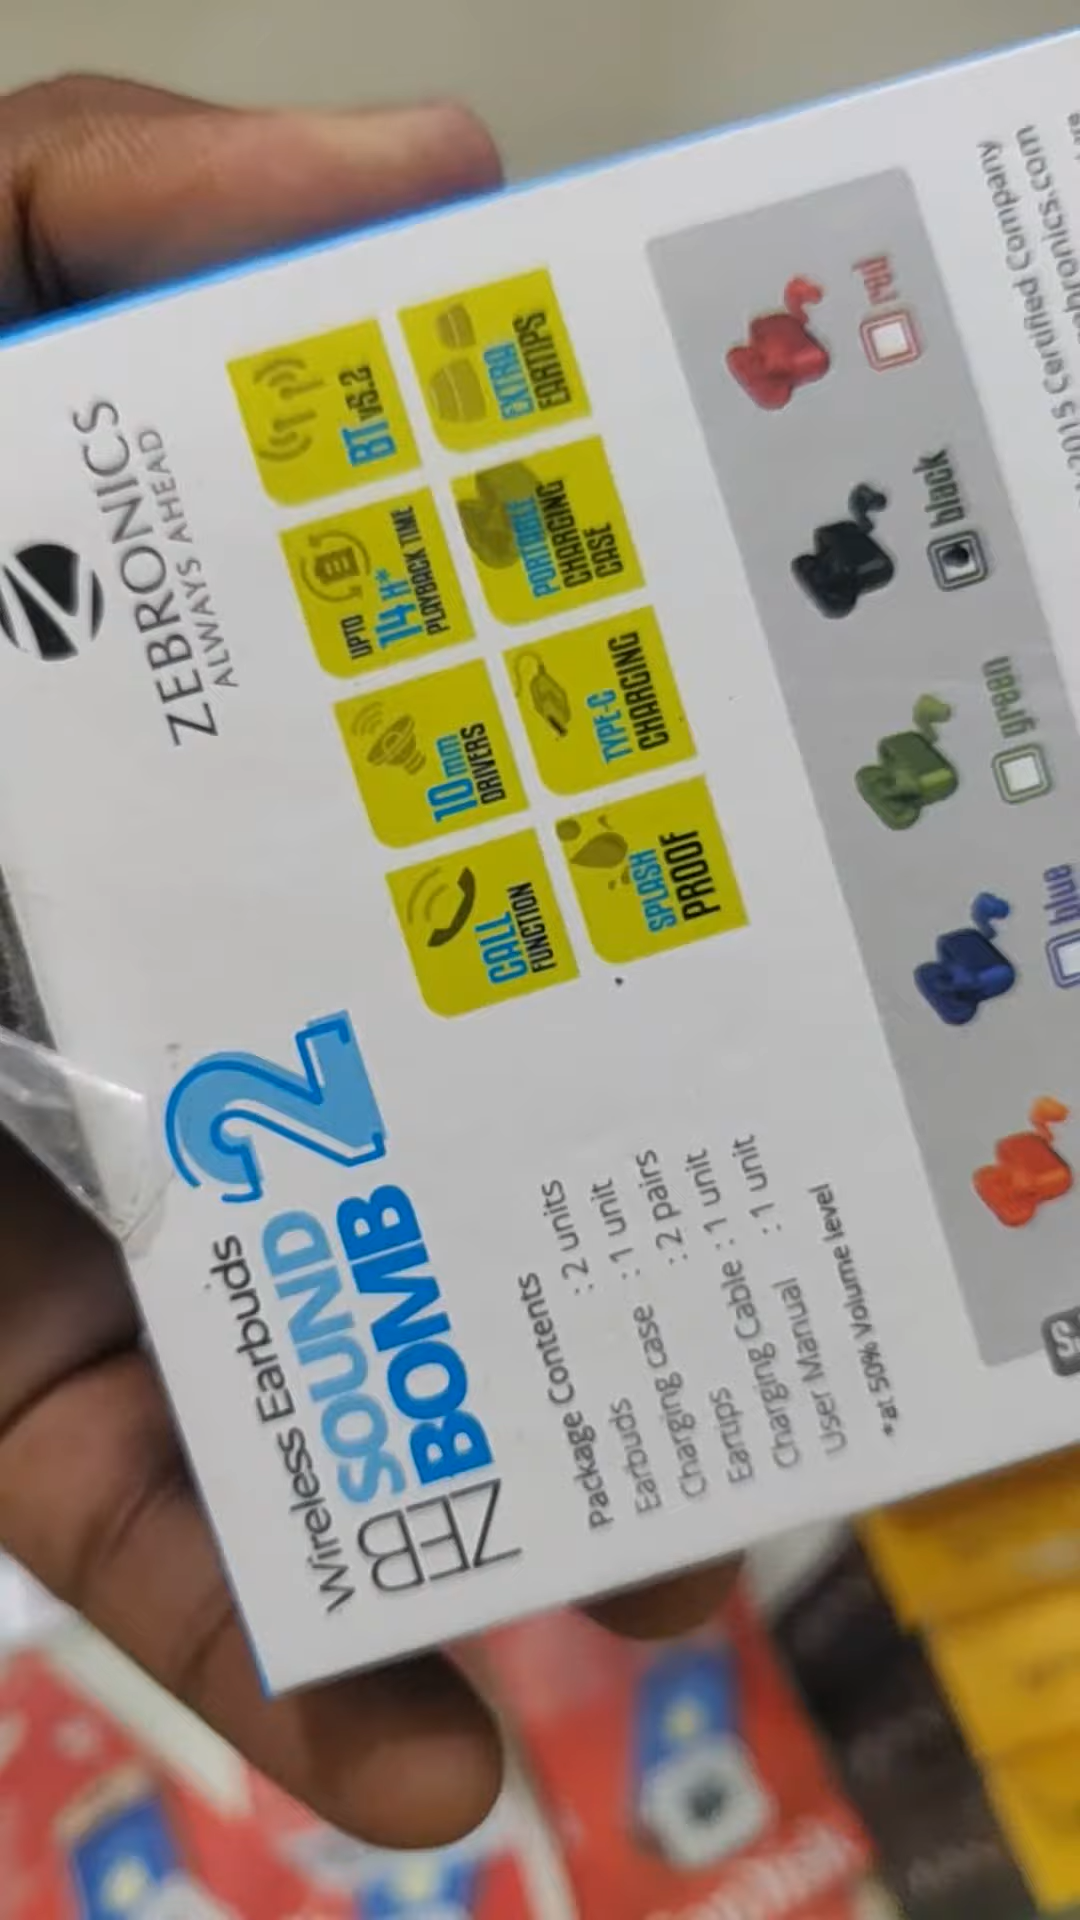 ZEBRONICS
ALWAYS AHEAD
Wireless Earbuds
ZEB
SOUND
BOMB 2
CALL
FUNCTION
10mm
DRIVERS
UPTO
14 H*
PLAYBACK TIME
BT V5.2
SPLASH
PROOF
TYPE-C
CHARGING
PORTABLE
CHARGING
CASE
EXTRA
EARTIPS
Package Contents
Earbuds : 2 units
Charging case : 1 unit
Eartips : 2 pairs
Charging Cable : 1 unit
User Manual : 1 unit
*at 50% Volume level
blue
green
black
red
2015 Certified Company